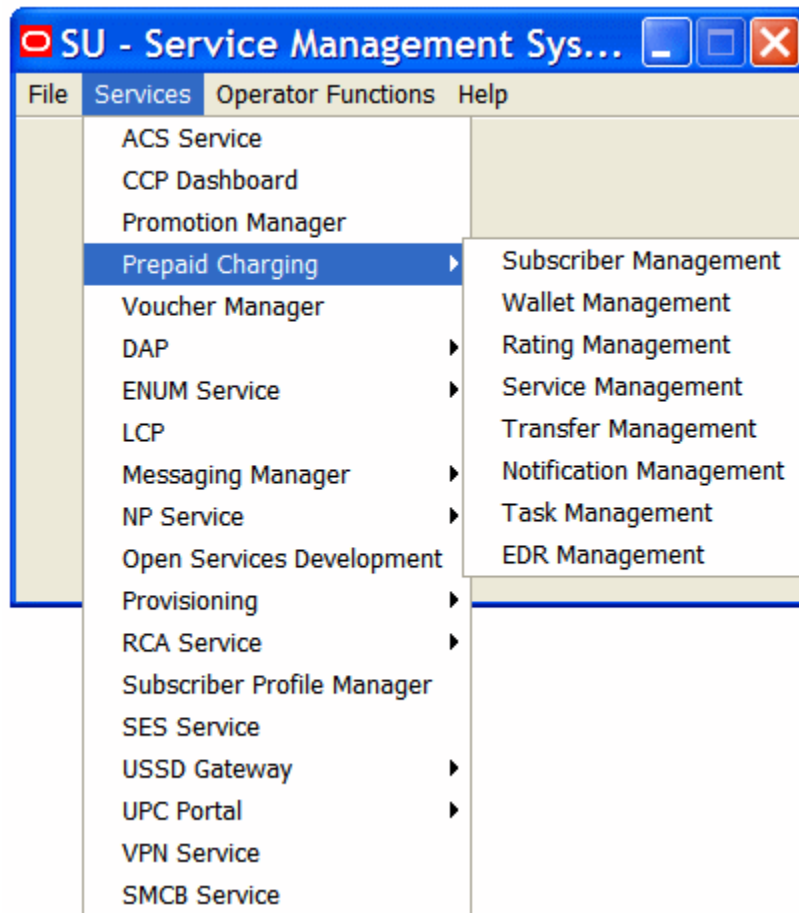 SU - Service Management Sys...
File Services Operator Functions Help
ACS Service
CCP Dashboard
Promotion Manager
Prepaid Charging
Voucher Manager
DAP
ENUM Service
LCP
Messaging Manager
NP Service
Open Services Development
Provisioning
RCA Service
Subscriber Profile Manager
SES Service
USSD Gateway
UPC Portal
VPN Service
SMCB Service
Subscriber Management
Wallet Management
Rating Management
Service Management
Transfer Management
Notification Management
Task Management
EDR Management